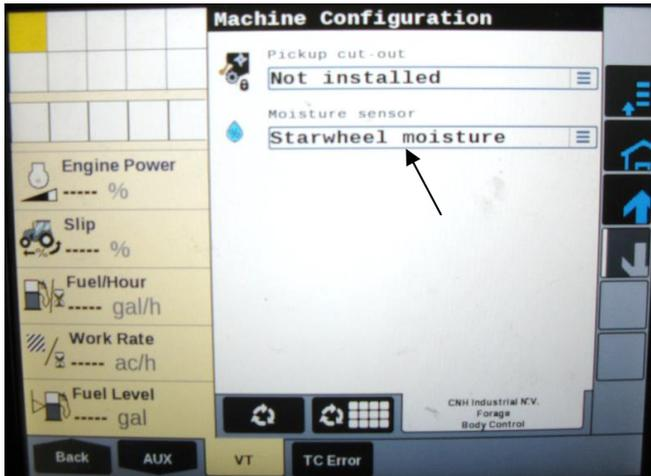 Machine Configuration
Pickup cut-out
Not installed
Moisture sensor
Starwheel moisture
Engine Power
----- %
Slip
----- %
Fuel/Hour
----- gal/h
Work Rate
----- ac/h
Fuel Level
----- gal
CNH Industrial N.V.
Forage
Body Control
Back
AUX
VT
TC Error